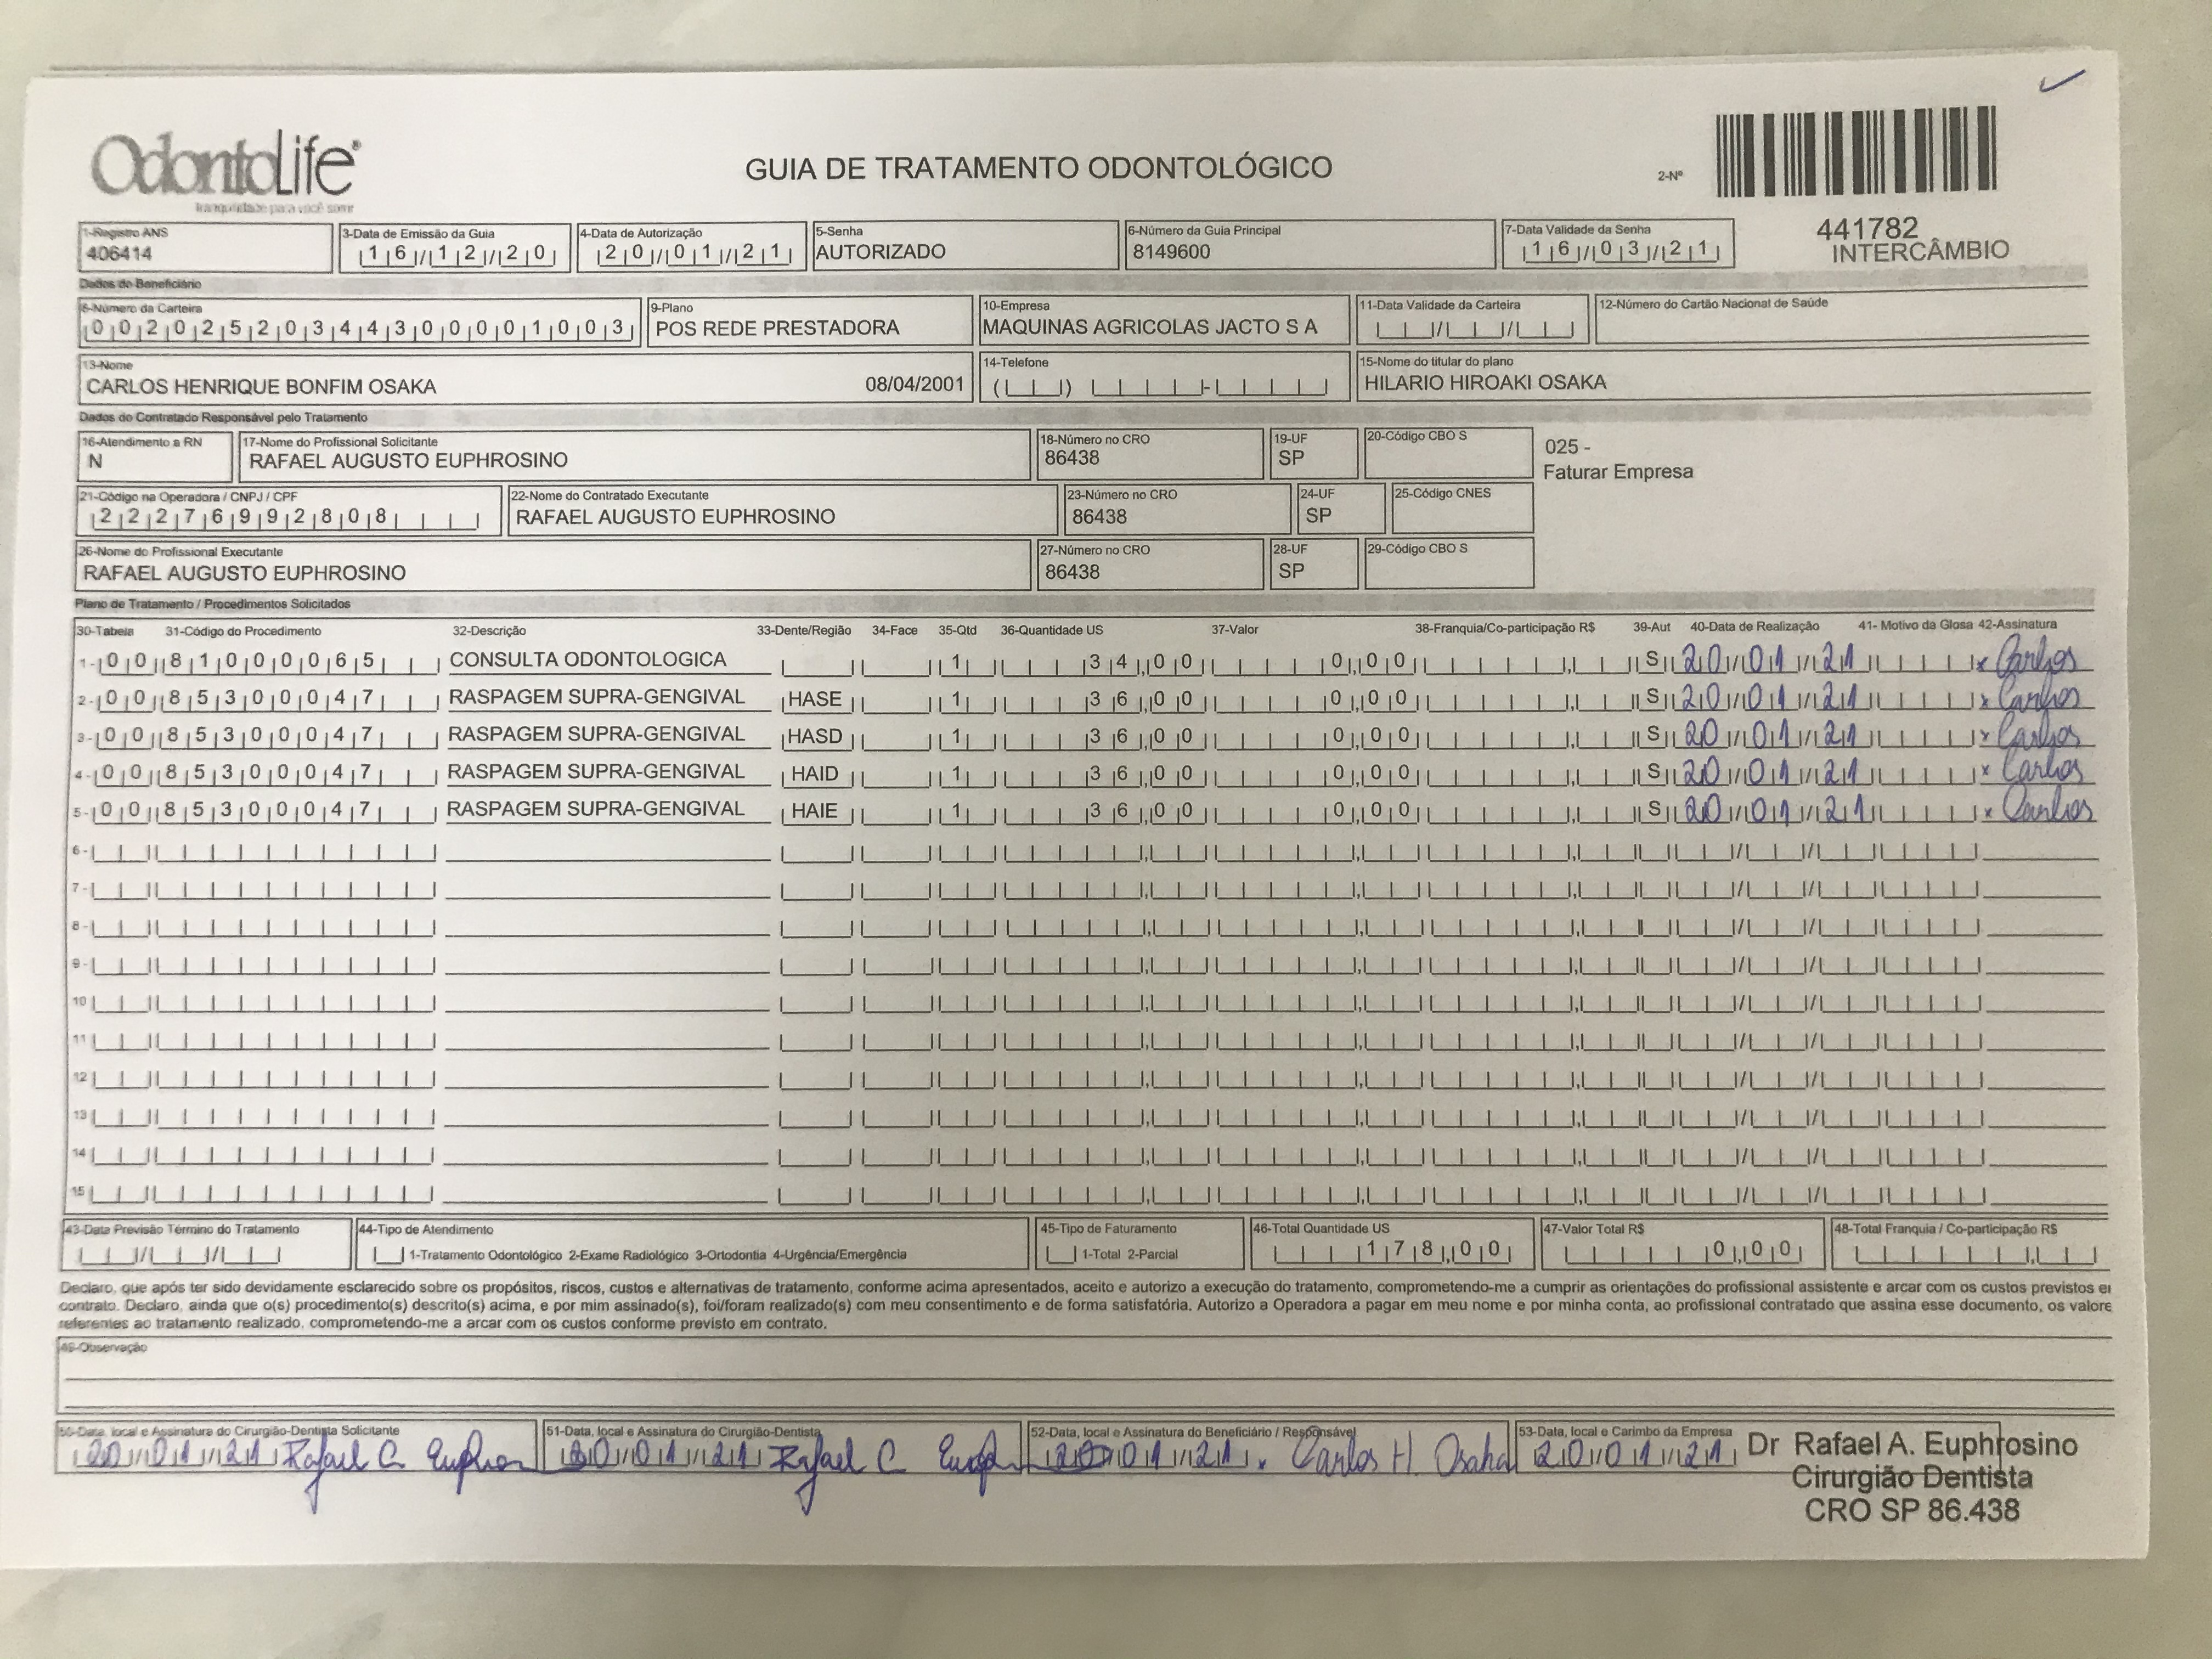 OdontoLife®
tranquilidade para você sorrir
GUIA DE TRATAMENTO ODONTOLÓGICO
2-Nº
441782
INTERCÂMBIO
1-Registro ANS
406414
3-Data de Emissão da Guia
16/12/20
4-Data de Autorização
20/01/21
5-Senha
AUTORIZADO
6-Número da Guia Principal
8149600
7-Data Validade da Senha
16/03/21
Dados do Beneficiário
8-Número da Carteira
00202520344300001003
9-Plano
POS REDE PRESTADORA
10-Empresa
MAQUINAS AGRICOLAS JACTO S A
11-Data Validade da Carteira
12-Número do Cartão Nacional de Saúde
13-Nome
CARLOS HENRIQUE BONFIM OSAKA 08/04/2001
14-Telefone
15-Nome do titular do plano
HILARIO HIROAKI OSAKA
Dados do Contratado Responsável pelo Tratamento
16-Atendimento a RN
N
17-Nome do Profissional Solicitante
RAFAEL AUGUSTO EUPHROSINO
18-Número no CRO
86438
19-UF
SP
20-Código CBO S
025 -
Faturar Empresa
21-Código na Operadora / CNPJ / CPF
22276992808
22-Nome do Contratado Executante
RAFAEL AUGUSTO EUPHROSINO
23-Número no CRO
86438
24-UF
SP
25-Código CNES
26-Nome do Profissional Executante
RAFAEL AUGUSTO EUPHROSINO
27-Número no CRO
86438
28-UF
SP
29-Código CBO S
Plano de Tratamento / Procedimentos Solicitados
30-Tabela 31-Código do Procedimento 32-Descrição 33-Dente/Região 34-Face 35-Qtd 36-Quantidade US 37-Valor 38-Franquia/Co-participação R$ 39-Aut 40-Data de Realização 41- Motivo da Glosa 42-Assinatura
1- 00 81000065 CONSULTA ODONTOLOGICA 1 34,00 0,00 S 20/01/21 x Carlos
2- 00 85300047 RASPAGEM SUPRA-GENGIVAL HASE 1 36,00 0,00 S 20/01/21 x Carlos
3- 00 85300047 RASPAGEM SUPRA-GENGIVAL HASD 1 36,00 0,00 S 20/01/21 x Carlos
4- 00 85300047 RASPAGEM SUPRA-GENGIVAL HAID 1 36,00 0,00 S 20/01/21 x Carlos
5- 00 85300047 RASPAGEM SUPRA-GENGIVAL HAIE 1 36,00 0,00 S 20/01/21 x Carlos
6-
7-
8-
9-
10
11
12
13
14
15
43-Data Previsão Término do Tratamento
44-Tipo de Atendimento
1-Tratamento Odontológico 2-Exame Radiológico 3-Ortodontia 4-Urgência/Emergência
45-Tipo de Faturamento
1-Total 2-Parcial
46-Total Quantidade US
178,00
47-Valor Total R$
0,00
48-Total Franquia / Co-participação R$
Declaro, que após ter sido devidamente esclarecido sobre os propósitos, riscos, custos e alternativas de tratamento, conforme acima apresentados, aceito e autorizo a execução do tratamento, comprometendo-me a cumprir as orientações do profissional assistente e arcar com os custos previstos em
contrato. Declaro, ainda que o(s) procedimento(s) descrito(s) acima, e por mim assinado(s), foi/foram realizado(s) com meu consentimento e de forma satisfatória. Autorizo a Operadora a pagar em meu nome e por minha conta, ao profissional contratado que assina esse documento, os valore
referentes ao tratamento realizado, comprometendo-me a arcar com os custos conforme previsto em contrato.
49-Observação
50-Data, local e Assinatura do Cirurgião-Dentista Solicitante
20/01/21 Rafael
51-Data, local e Assinatura do Cirurgião-Dentista
20/01/21 Rafael
52-Data, local e Assinatura do Beneficiário / Responsável
20/01/21 x Carlos H. Osaka
53-Data, local e Carimbo da Empresa
20/01/21
Dr Rafael A. Euphrosino
Cirurgião Dentista
CRO SP 86.438